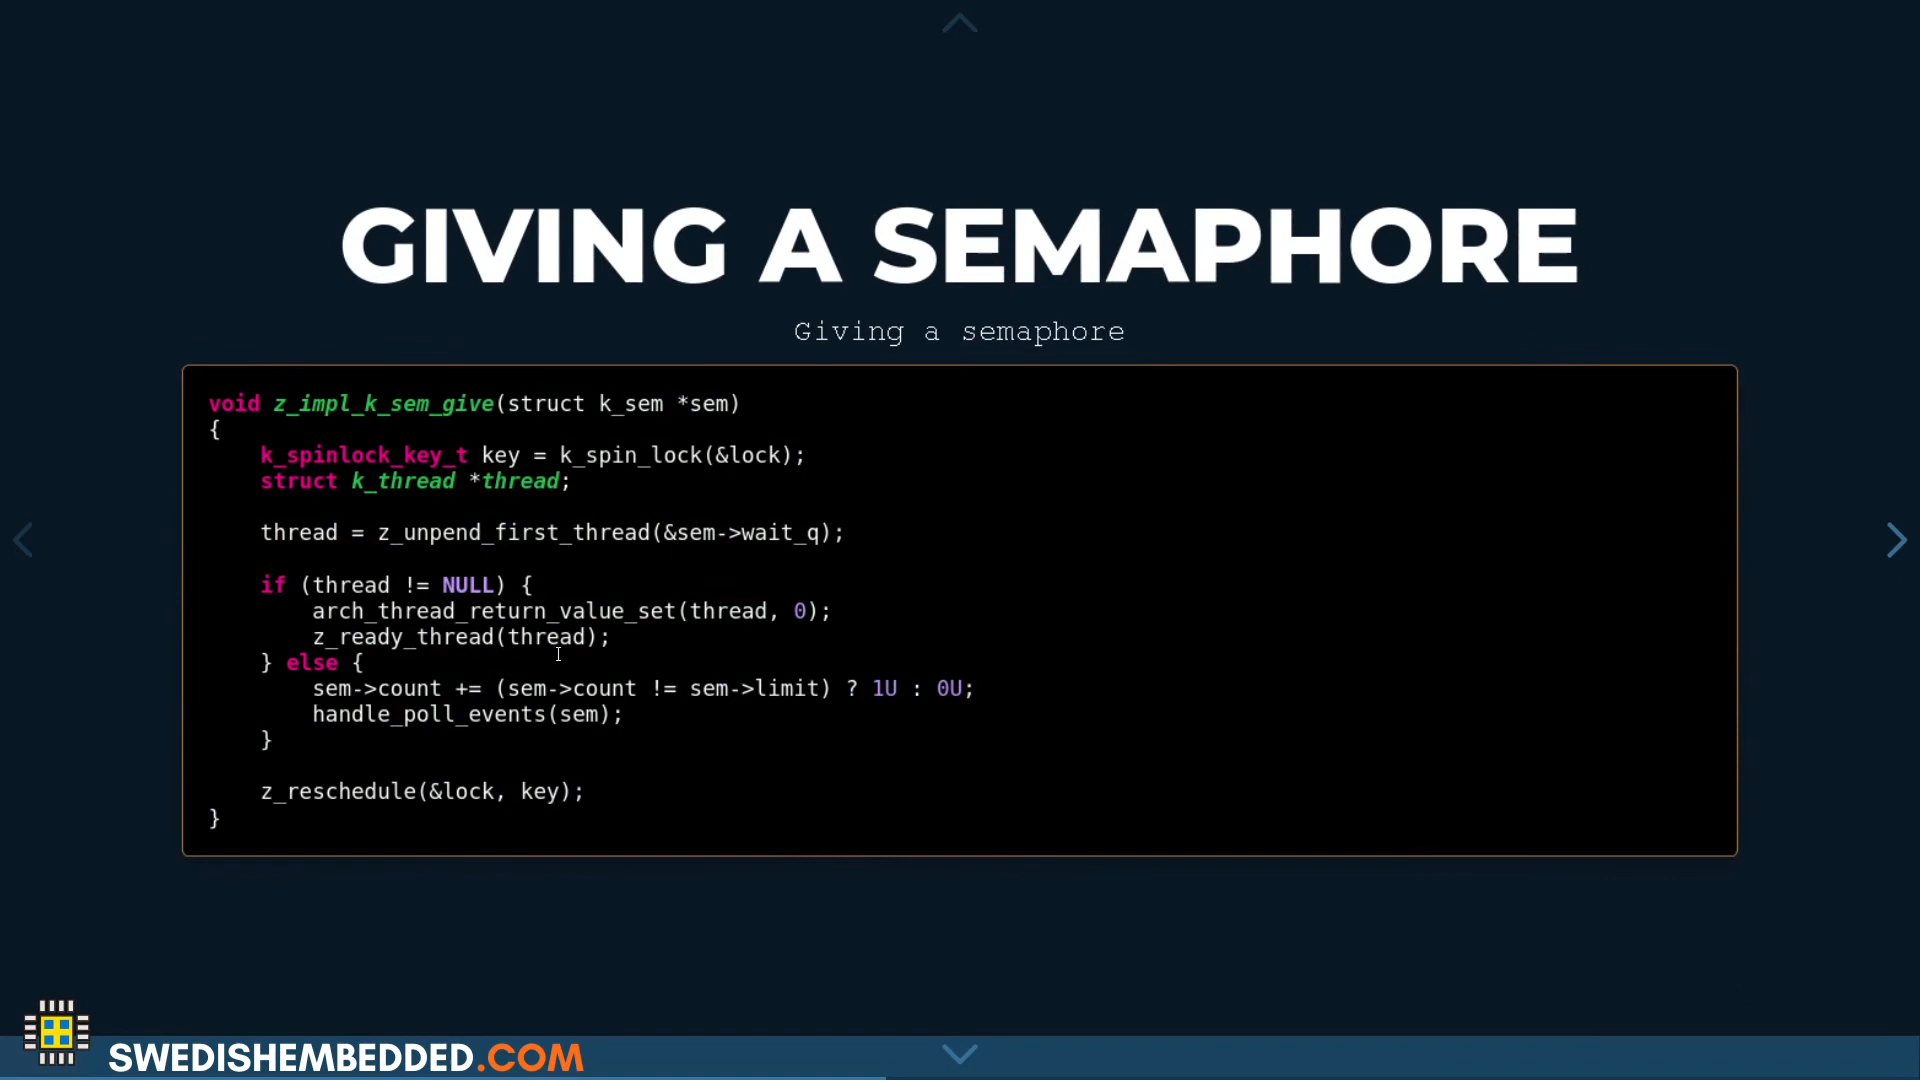 GIVING A SEMAPHORE
Giving a semaphore
void z_impl_k_sem_give(struct k_sem *sem)
{
    k_spinlock_key_t key = k_spin_lock(&lock);
    struct k_thread *thread;

    thread = z_unpend_first_thread(&sem->wait_q);

    if (thread != NULL) {
        arch_thread_return_value_set(thread, 0);
        z_ready_thread(thread);
    } else {
        sem->count += (sem->count != sem->limit) ? 1U : 0U;
        handle_poll_events(sem);
    }

    z_reschedule(&lock, key);
}
SWEDISHEMBEDDED.COM